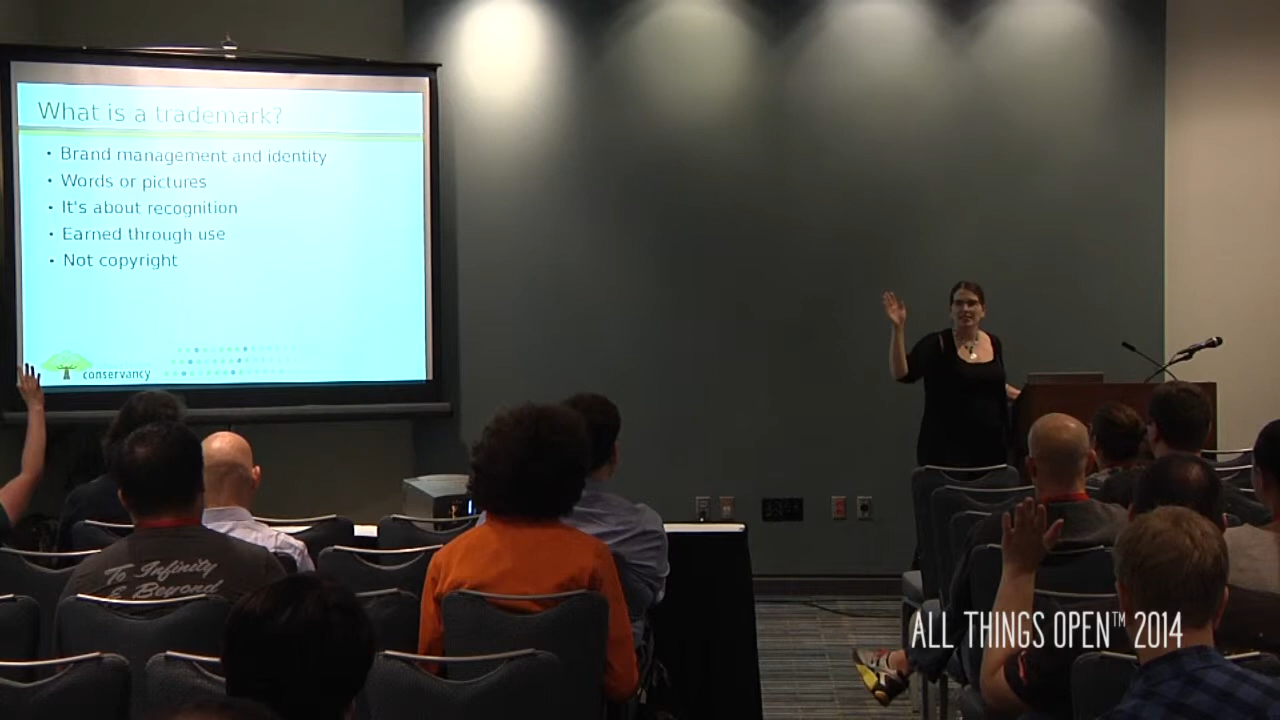 What is a trademark?
• Brand management and identity
• Words or pictures
• It's about recognition
• Earned through use
• Not copyright
conservancy
To Infinity
& Beyond
ALL THINGS OPEN™ 2014